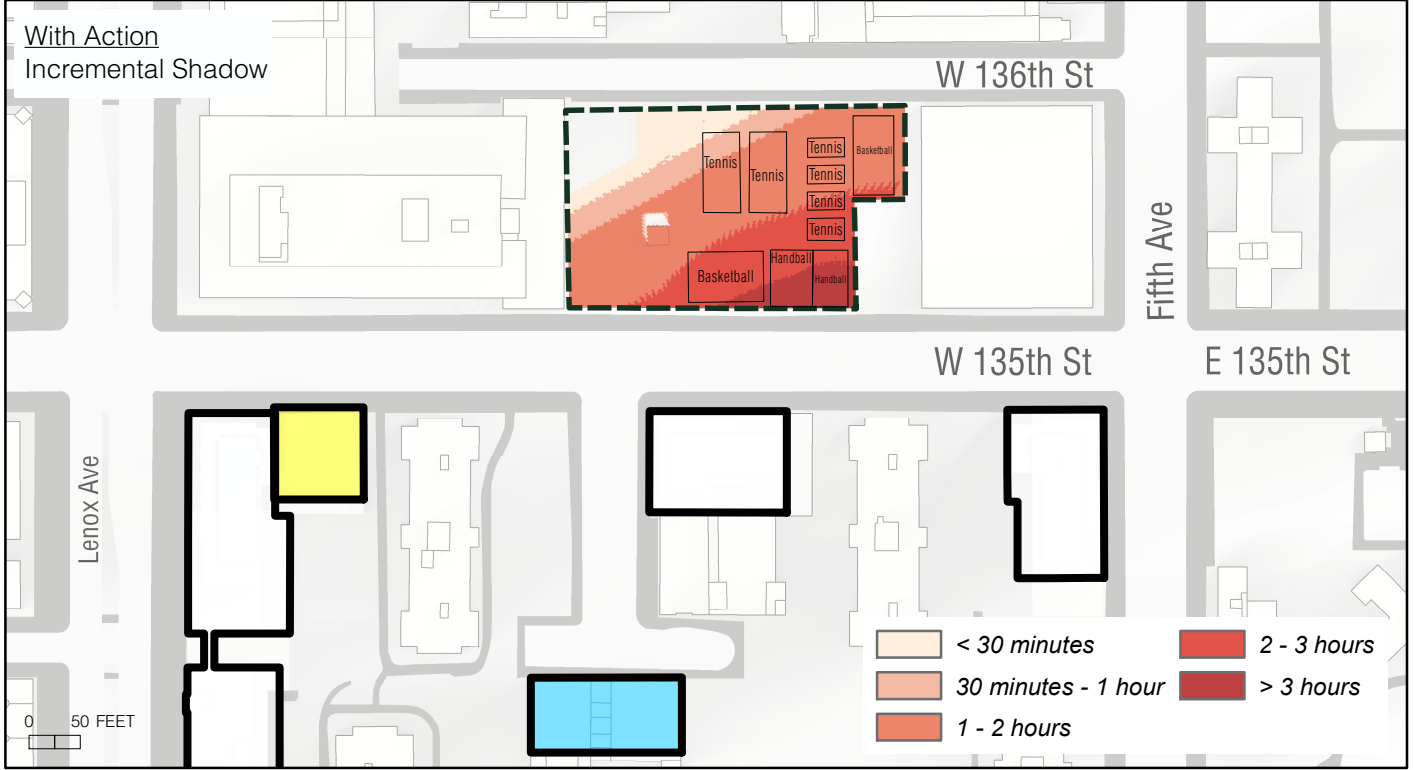 With Action
Incremental Shadow
W 136th St
Tennis
Tennis
Tennis
Tennis
Tennis
Tennis
Basketball
Basketball
Handball
Handball
Fifth Ave
W 135th St
E 135th St
Lenox Ave
0 50 FEET
< 30 minutes
30 minutes - 1 hour
1 - 2 hours
2 - 3 hours
> 3 hours